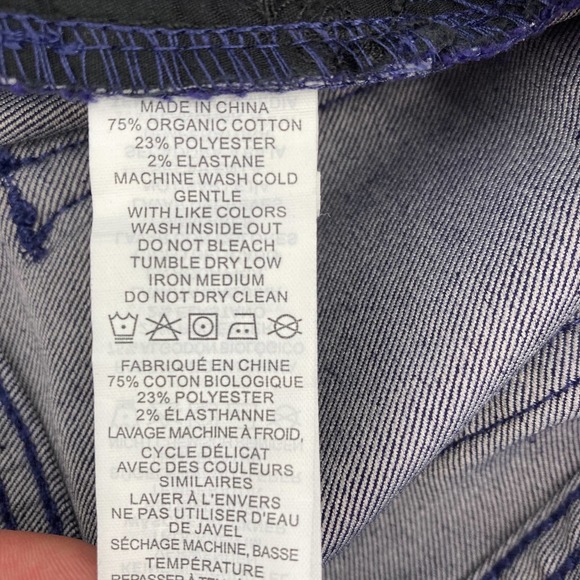 MADE IN CHINA
75% ORGANIC COTTON
23% POLYESTER
2% ELASTANE
MACHINE WASH COLD
GENTLE
WITH LIKE COLORS
WASH INSIDE OUT
DO NOT BLEACH
TUMBLE DRY LOW
IRON MEDIUM
DO NOT DRY CLEAN
FABRIQUÉ EN CHINE
75% COTON BIOLOGIQUE
23% POLYESTER
2% ÉLASTHANNE
LAVAGE MACHINE À FROID,
CYCLE DÉLICAT
AVEC DES COULEURS
SIMILAIRES
LAVER À L'ENVERS
NE PAS UTILISER D'EAU
DE JAVEL
SÉCHAGE MACHINE, BASSE
TEMPÉRATURE
REPASSER À TEMPÉRATURE